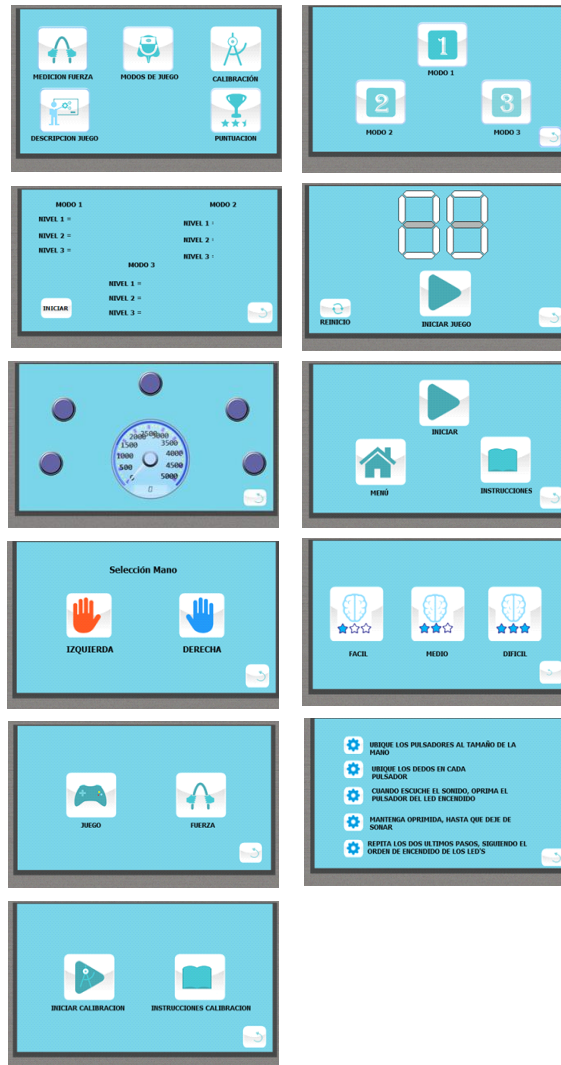 MEDICION FUERZA
MODOS DE JUEGO
CALIBRACIÓN
DESCRIPCION JUEGO
PUNTUACION
1
MODO 1
2
3
MODO 2
MODO 3
MODO 1
MODO 2
NIVEL 1 =
NIVEL 2 =
NIVEL 3 =
NIVEL 1 :
NIVEL 2 :
NIVEL 3 :
MODO 3
NIVEL 1 =
NIVEL 2 =
NIVEL 3 =
INICIAR
REINICIO
INICIAR JUEGO
0
500
1000
1500
2000
2500
3000
3500
4000
4500
5000
0
INICIAR
MENÚ
INSTRUCCIONES
Selección Mano
IZQUIERDA
DERECHA
FACIL
MEDIO
DIFICIL
JUEGO
FUERZA
UBIQUE LOS PULSADORES AL TAMAÑO DE LA
MANO
UBIQUE LOS DEDOS EN CADA
PULSADOR
CUANDO ESCUCHE EL SONIDO, OPRIMA EL
PULSADOR DEL LED ENCENDIDO
MANTENGA OPRIMIDA, HASTA QUE DEJE DE
SONAR
REPITA LOS DOS ULTIMOS PASOS, SIGUIENDO EL
ORDEN DE ENCENDIDO DE LOS LED'S
INICIAR CALIBRACION
INSTRUCCIONES CALIBRACION